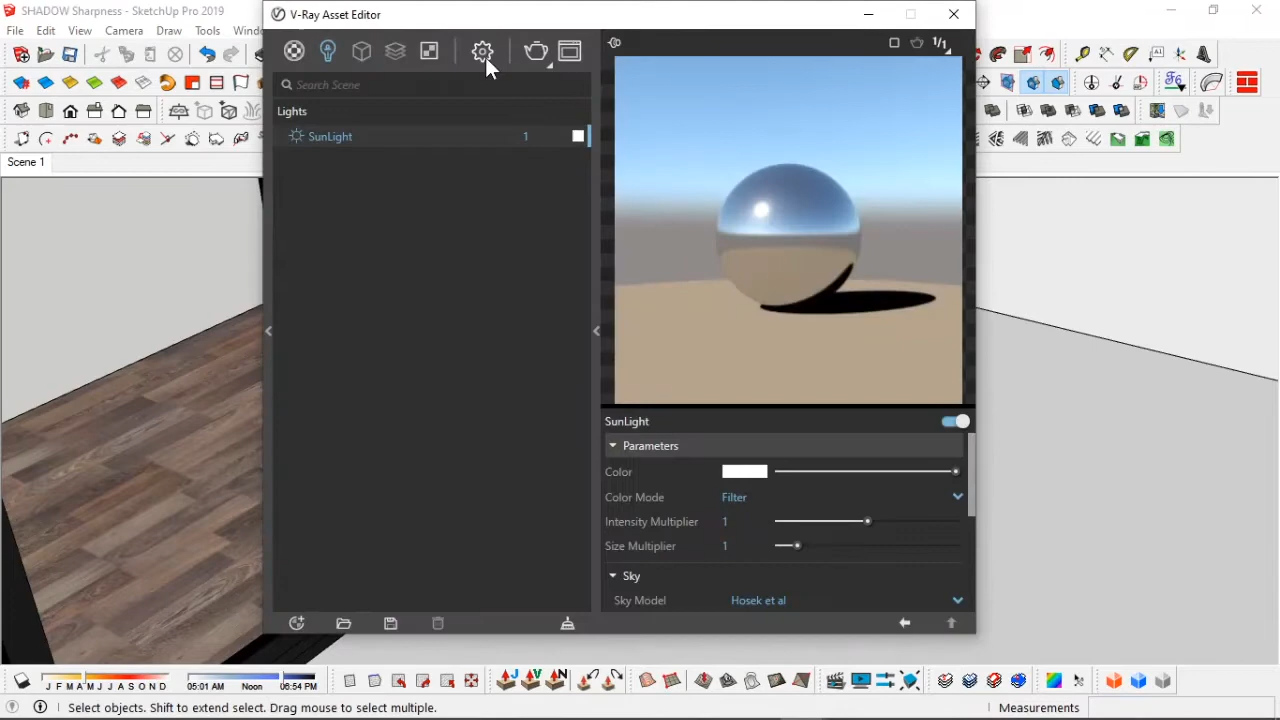 SHADOW Sharpness - SketchUp Pro 2019
V-Ray Asset Editor
File Edit View Camera Draw Tools Windo
Search Scene
1/1
Scene 1
Lights
SunLight 1
SunLight
Parameters
Color
Color Mode Filter
Intensity Multiplier 1
Size Multiplier 1
Sky
Sky Model Hosek et al
J F M A M J J A S O N D
05:01 AM Noon 06:54 PM
J V N
Select objects. Shift to extend select. Drag mouse to select multiple.
Measurements